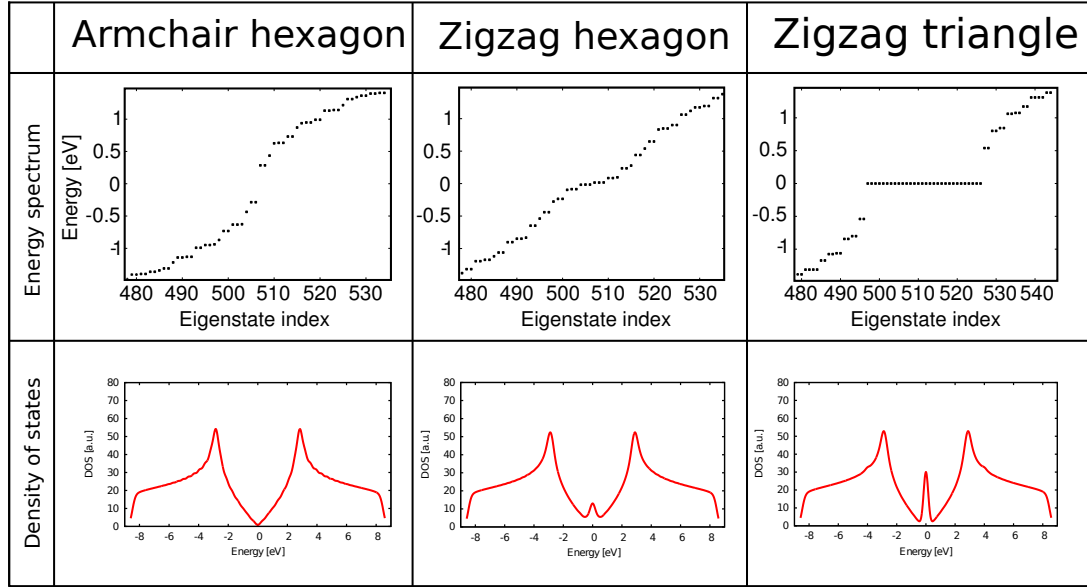 Armchair hexagon
Zigzag hexagon
Zigzag triangle
Energy spectrum
Energy [eV]
1
0.5
0
-0.5
-1
480 490 500 510 520 530
Eigenstate index
1
0.5
0
-0.5
-1
480 490 500 510 520 530
Eigenstate index
1
0.5
0
-0.5
-1
480 490 500 510 520 530 540
Eigenstate index
Density of states
DOS [a.u.]
80
70
60
50
40
30
20
10
0
-8 -6 -4 -2 0 2 4 6 8
Energy [eV]
DOS [a.u.]
80
70
60
50
40
30
20
10
0
-8 -6 -4 -2 0 2 4 6 8
Energy [eV]
DOS [a.u.]
80
70
60
50
40
30
20
10
0
-8 -6 -4 -2 0 2 4 6 8
Energy [eV]